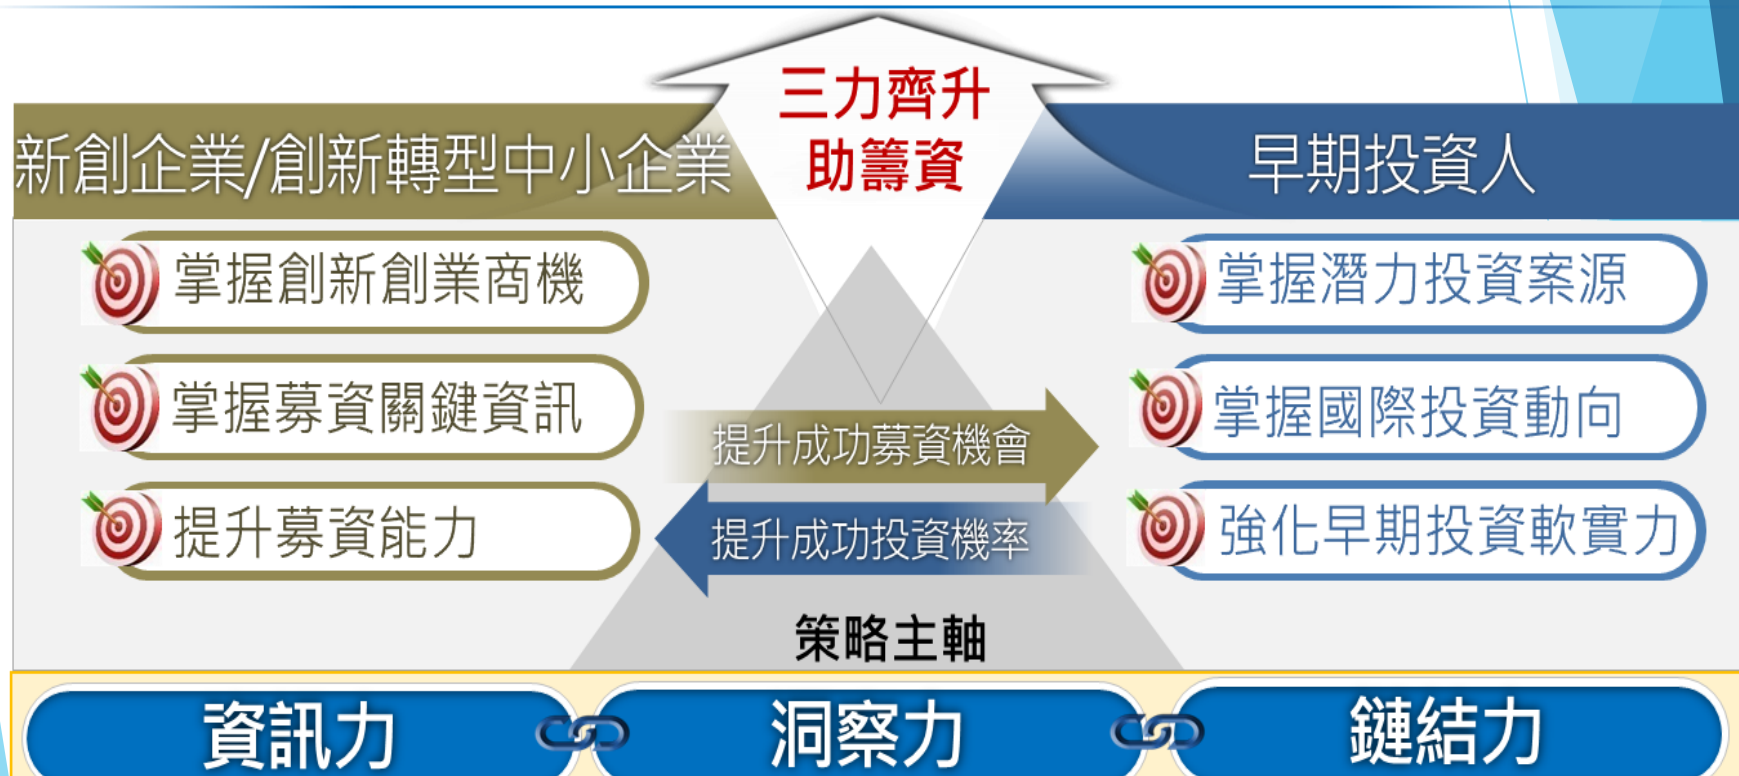 三力齊升
助籌資
新創企業/創新轉型中小企業
早期投資人
掌握創新創業商機
掌握募資關鍵資訊
提升募資能力
提升成功募資機會
提升成功投資機率
掌握潛力投資案源
掌握國際投資動向
強化早期投資軟實力
策略主軸
資訊力
洞察力
鏈結力